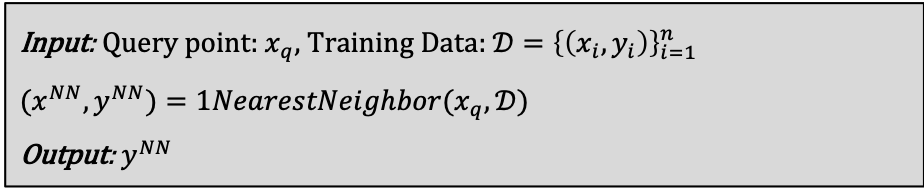 Input: Query point: x_q, Training Data: 𝒟 = {(x_i, y_i)}_{i=1}^n
(x^{NN}, y^{NN}) = 1NearestNeighbor(x_q, 𝒟)
Output: y^{NN}